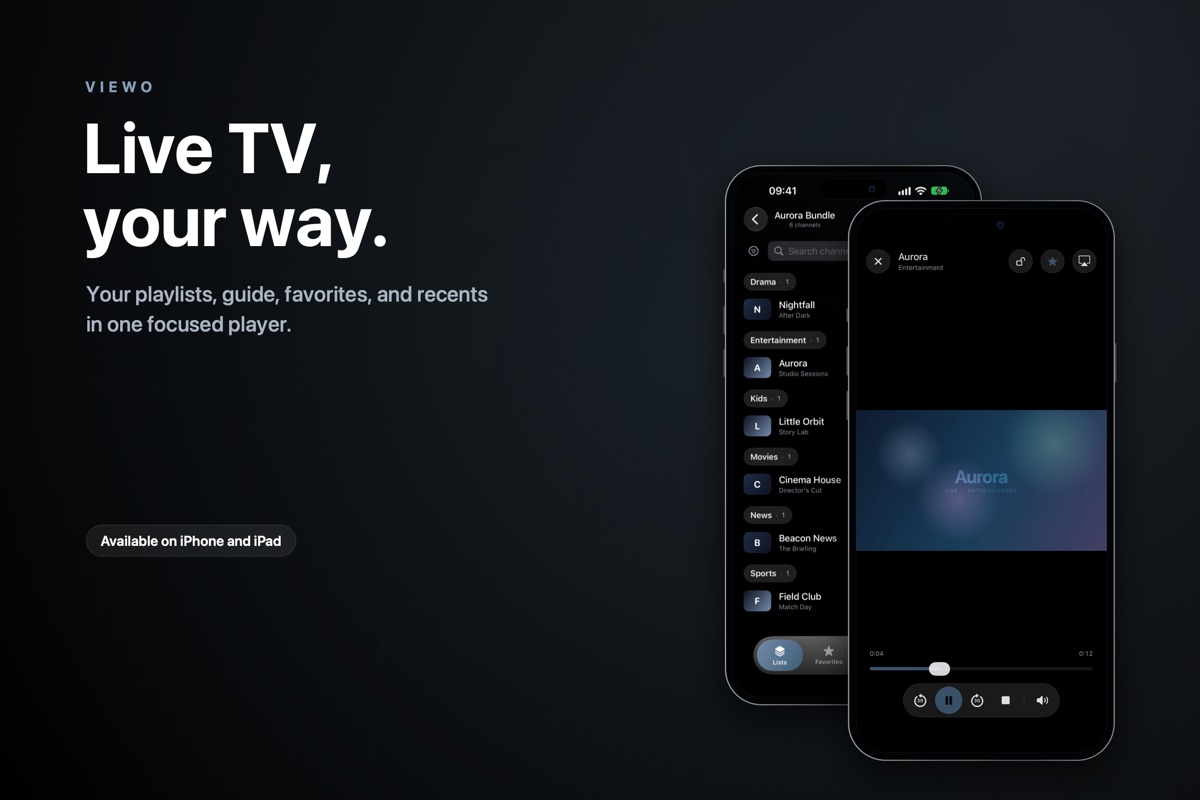 VIEWO
Live TV,
your way.
Your playlists, guide, favorites, and recents
in one focused player.
Available on iPhone and iPad
09:41
Aurora Bundle
6 channels
Search channe
Drama · 1
N
Nightfall
After Dark
Entertainment · 1
A
Aurora
Studio Sessions
Kids · 1
L
Little Orbit
Story Lab
Movies · 1
C
Cinema House
Director's Cut
News · 1
B
Beacon News
The Briefing
Sports · 1
F
Field Club
Match Day
Lists
Favorites
Aurora
Entertainment
Aurora
LIVE · ENTERTAINMENT
0:04
0:12